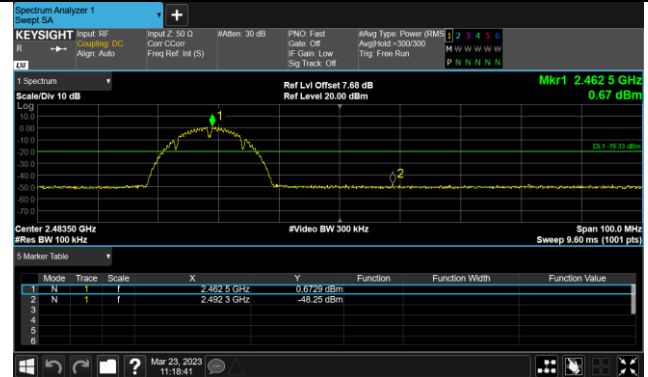 Spectrum Analyzer 1
Swept SA
+
KEYSIGHT Input: RF Input Z: 50 Ω #Atten: 30 dB PNO: Fast #Avg Type: Power (RMS 1 2 3 4 5 6
R Coupling: DC Corr CCorr Gate: Off Avg|Hold >300/300 M W W W W W
Align: Auto Freq Ref: Int (S) IF Gain: Low Trig: Free Run
Sig Track: Off P N N N N N
LXI
1 Spectrum Ref Lvl Offset 7.68 dB Mkr1 2.462 5 GHz
Scale/Div 10 dB Ref Level 20.00 dBm 0.67 dBm
Log
10.0
0.00
-10.0
-20.0
-30.0
-40.0
-50.0
-60.0
-70.0
1
2
DL1 -19.33 dBm
Center 2.48350 GHz #Video BW 300 kHz Span 100.0 MHz
#Res BW 100 kHz Sweep 9.60 ms (1001 pts)
5 Marker Table
Mode Trace Scale X Y Function Function Width Function Value
1 N 1 f 2.462 5 GHz 0.6729 dBm
2 N 1 f 2.492 3 GHz -48.25 dBm
3
4
5
6
? Mar 23, 2023
11:18:41